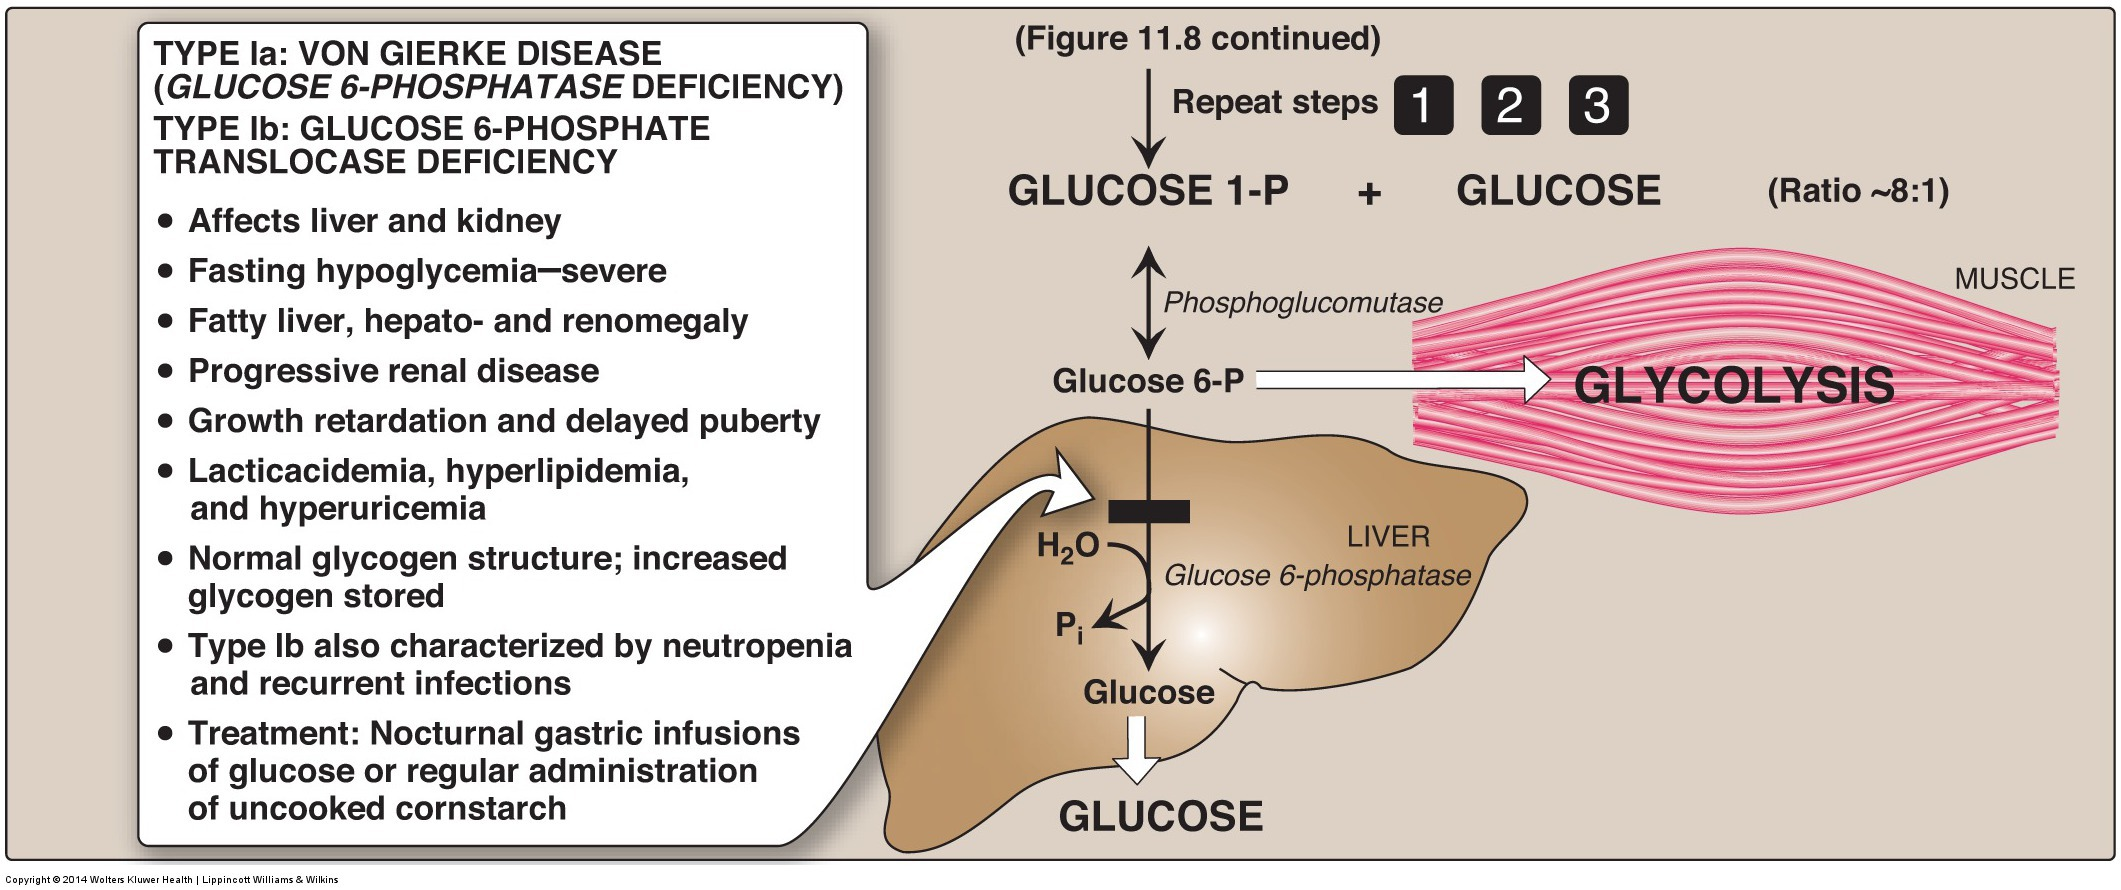 TYPE Ia: VON GIERKE DISEASE
(GLUCOSE 6-PHOSPHATASE DEFICIENCY)
TYPE Ib: GLUCOSE 6-PHOSPHATE
TRANSLOCASE DEFICIENCY
• Affects liver and kidney
• Fasting hypoglycemia—severe
• Fatty liver, hepato- and renomegaly
• Progressive renal disease
• Growth retardation and delayed puberty
• Lacticacidemia, hyperlipidemia,
and hyperuricemia
• Normal glycogen structure; increased
glycogen stored
• Type Ib also characterized by neutropenia
and recurrent infections
• Treatment: Nocturnal gastric infusions
of glucose or regular administration
of uncooked cornstarch
(Figure 11.8 continued)
Repeat steps 1 2 3
GLUCOSE 1-P + GLUCOSE (Ratio ~8:1)
MUSCLE
Phosphoglucomutase
Glucose 6-P
GLYCOLYSIS
LIVER
H₂O
Glucose 6-phosphatase
Pᵢ
Glucose
GLUCOSE
Copyright © 2014 Wolters Kluwer Health | Lippincott Williams & Wilkins